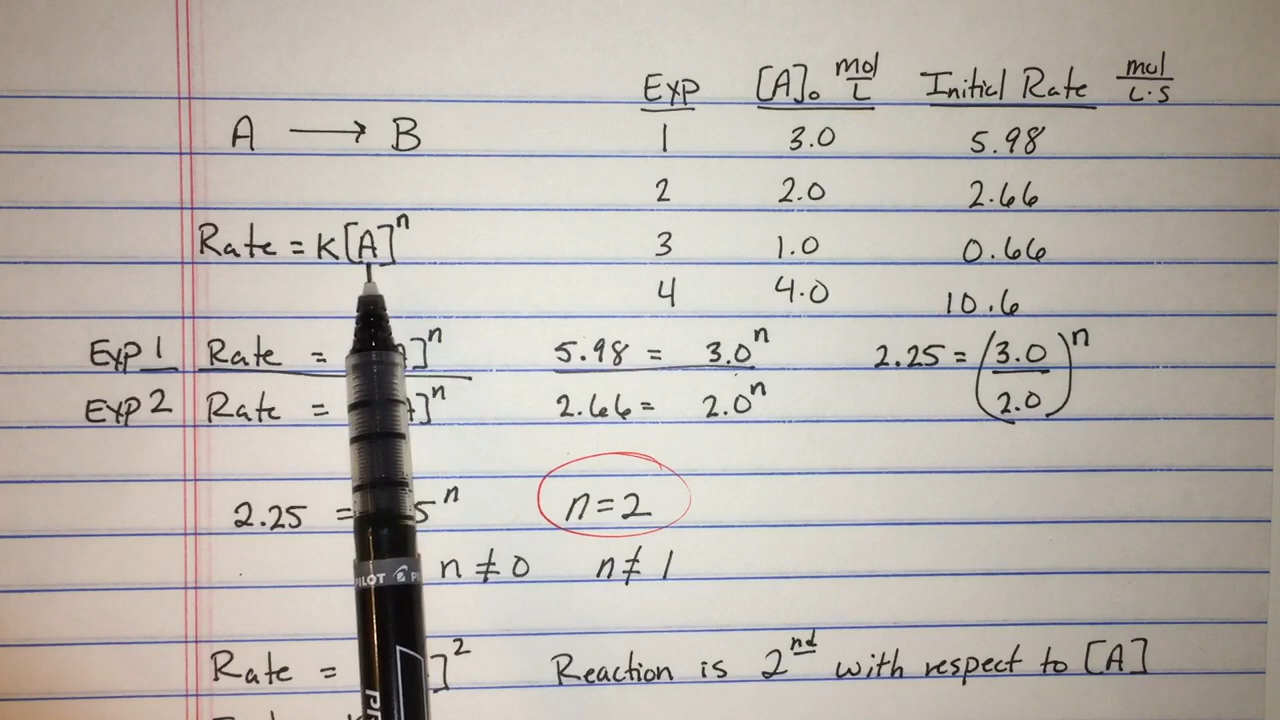 Exp [A]₀ mol/L Initial Rate mol/L·s
A → B
1 3.0 5.98
2 2.0 2.66
Rate = K[A]ⁿ
3 1.0 0.66
4 4.0 10.6
Exp 1 Rate = ]ⁿ 5.98 = 3.0ⁿ 2.25 = (3.0/2.0)ⁿ
Exp 2 Rate = ]ⁿ 2.66 = 2.0ⁿ
2.25 = 5ⁿ n = 2
n ≠ 0 n ≠ 1
PILOT
Rate = ]² Reaction is 2ⁿᵈ with respect to [A]